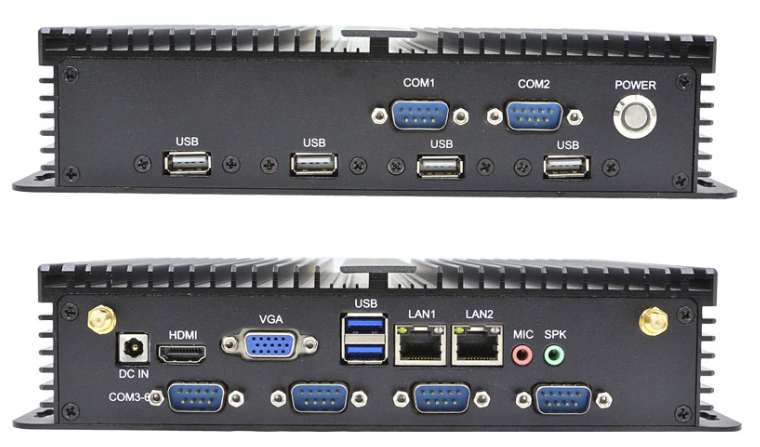 COM1 COM2 POWER
USB USB USB USB
USB
VGA LAN1 LAN2
HDMI MIC SPK
DC IN
COM3-6